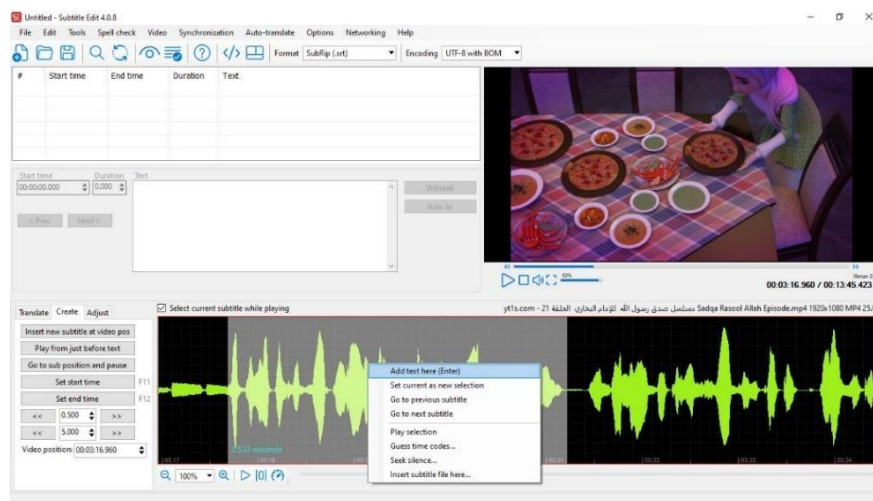 Untitled - Subtitle Edit 4.0.8
File Edit Tools Spell check Video Synchronization Auto-translate Options Networking Help
Format SubRip (.srt) Encoding UTF-8 with BOM
# Start time End time Duration Text
Start time Duration Text
00:00:00.000 0.000 Unbreak
Auto br
< Prev Next >
93%
00:03:16.960 / 00:13:45.423
Translate Create Adjust
Select current subtitle while playing
مسلسل صدق رسول الله للإمام البخاري الحلقة 21 - yt1s.com Sadqa Rasool Allah Episode.mp4 1920x1080 MP4
Insert new subtitle at video pos
Play from just before text
Go to sub position and pause
Set start time F11
Set end time F12
<< 0.500 >>
<< 5.000 >>
Video position: 00:03:16.960
Add text here (Enter)
Set current as new selection
Go to previous subtitle
Go to next subtitle
Play selection
Guess time codes...
Seek silence...
Insert subtitle file here...
100%